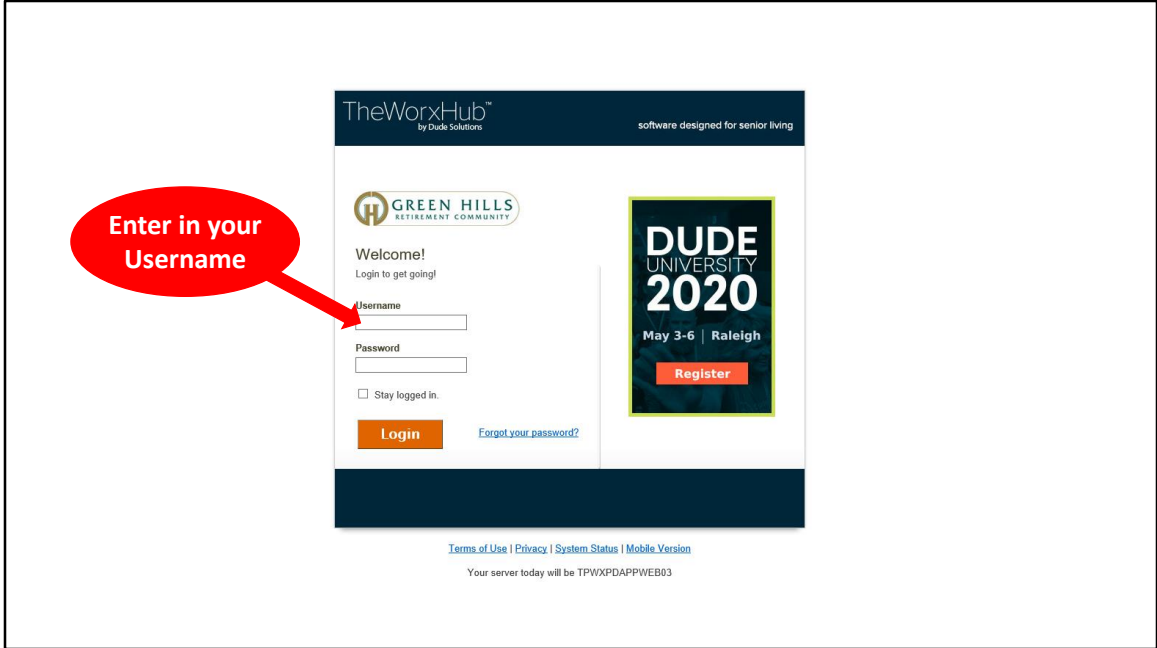 TheWorxHub™
by Dude Solutions
software designed for senior living
GREEN HILLS
RETIREMENT COMMUNITY
Enter in your
Username
Welcome!
Login to get going!
Username
Password
Stay logged in.
Login
Forgot your password?
DUDE
UNIVERSITY
2020
May 3-6 | Raleigh
Register
Terms of Use | Privacy | System Status | Mobile Version
Your server today will be TPWXPDAPPWEB03